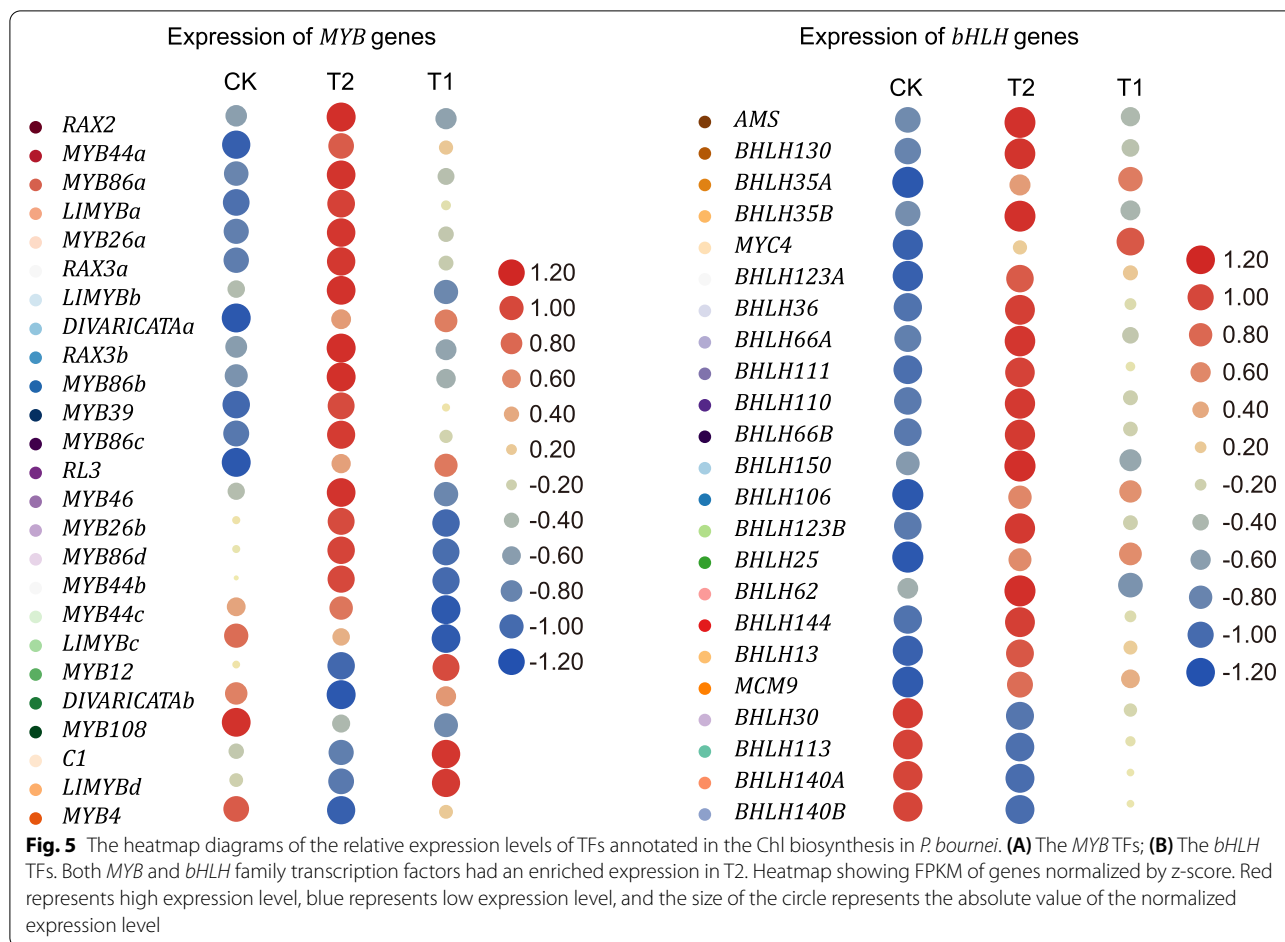 Expression of MYB genes
CK T2 T1
RAX2
MYB44a
MYB86a
LIMYBa
MYB26a
RAX3a
LIMYBb
DIVARICATAa
RAX3b
MYB86b
MYB39
MYB86c
RL3
MYB46
MYB26b
MYB86d
MYB44b
MYB44c
LIMYBc
MYB12
DIVARICATAb
MYB108
C1
LIMYBd
MYB4
1.20
1.00
0.80
0.60
0.40
0.20
-0.20
-0.40
-0.60
-0.80
-1.00
-1.20
Expression of bHLH genes
CK T2 T1
AMS
BHLH130
BHLH35A
BHLH35B
MYC4
BHLH123A
BHLH36
BHLH66A
BHLH111
BHLH110
BHLH66B
BHLH150
BHLH106
BHLH123B
BHLH25
BHLH62
BHLH144
BHLH13
MCM9
BHLH30
BHLH113
BHLH140A
BHLH140B
1.20
1.00
0.80
0.60
0.40
0.20
-0.20
-0.40
-0.60
-0.80
-1.00
-1.20
Fig. 5 The heatmap diagrams of the relative expression levels of TFs annotated in the Chl biosynthesis in P. bournei. (A) The MYB TFs; (B) The bHLH
TFs. Both MYB and bHLH family transcription factors had an enriched expression in T2. Heatmap showing FPKM of genes normalized by z-score. Red
represents high expression level, blue represents low expression level, and the size of the circle represents the absolute value of the normalized
expression level